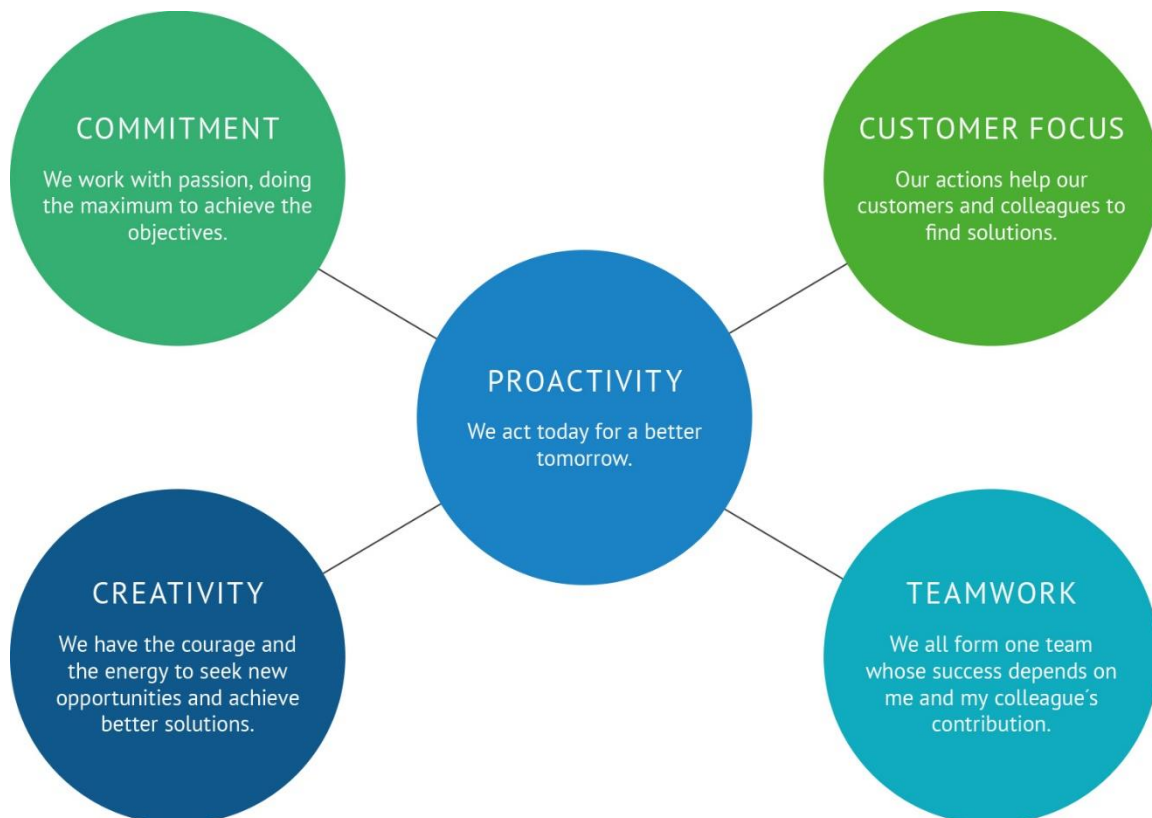 COMMITMENT
We work with passion, doing
the maximum to achieve the
objectives.
CUSTOMER FOCUS
Our actions help our
customers and colleagues to
find solutions.
PROACTIVITY
We act today for a better
tomorrow.
CREATIVITY
We have the courage and
the energy to seek new
opportunities and achieve
better solutions.
TEAMWORK
We all form one team
whose success depends on
me and my colleague´s
contribution.